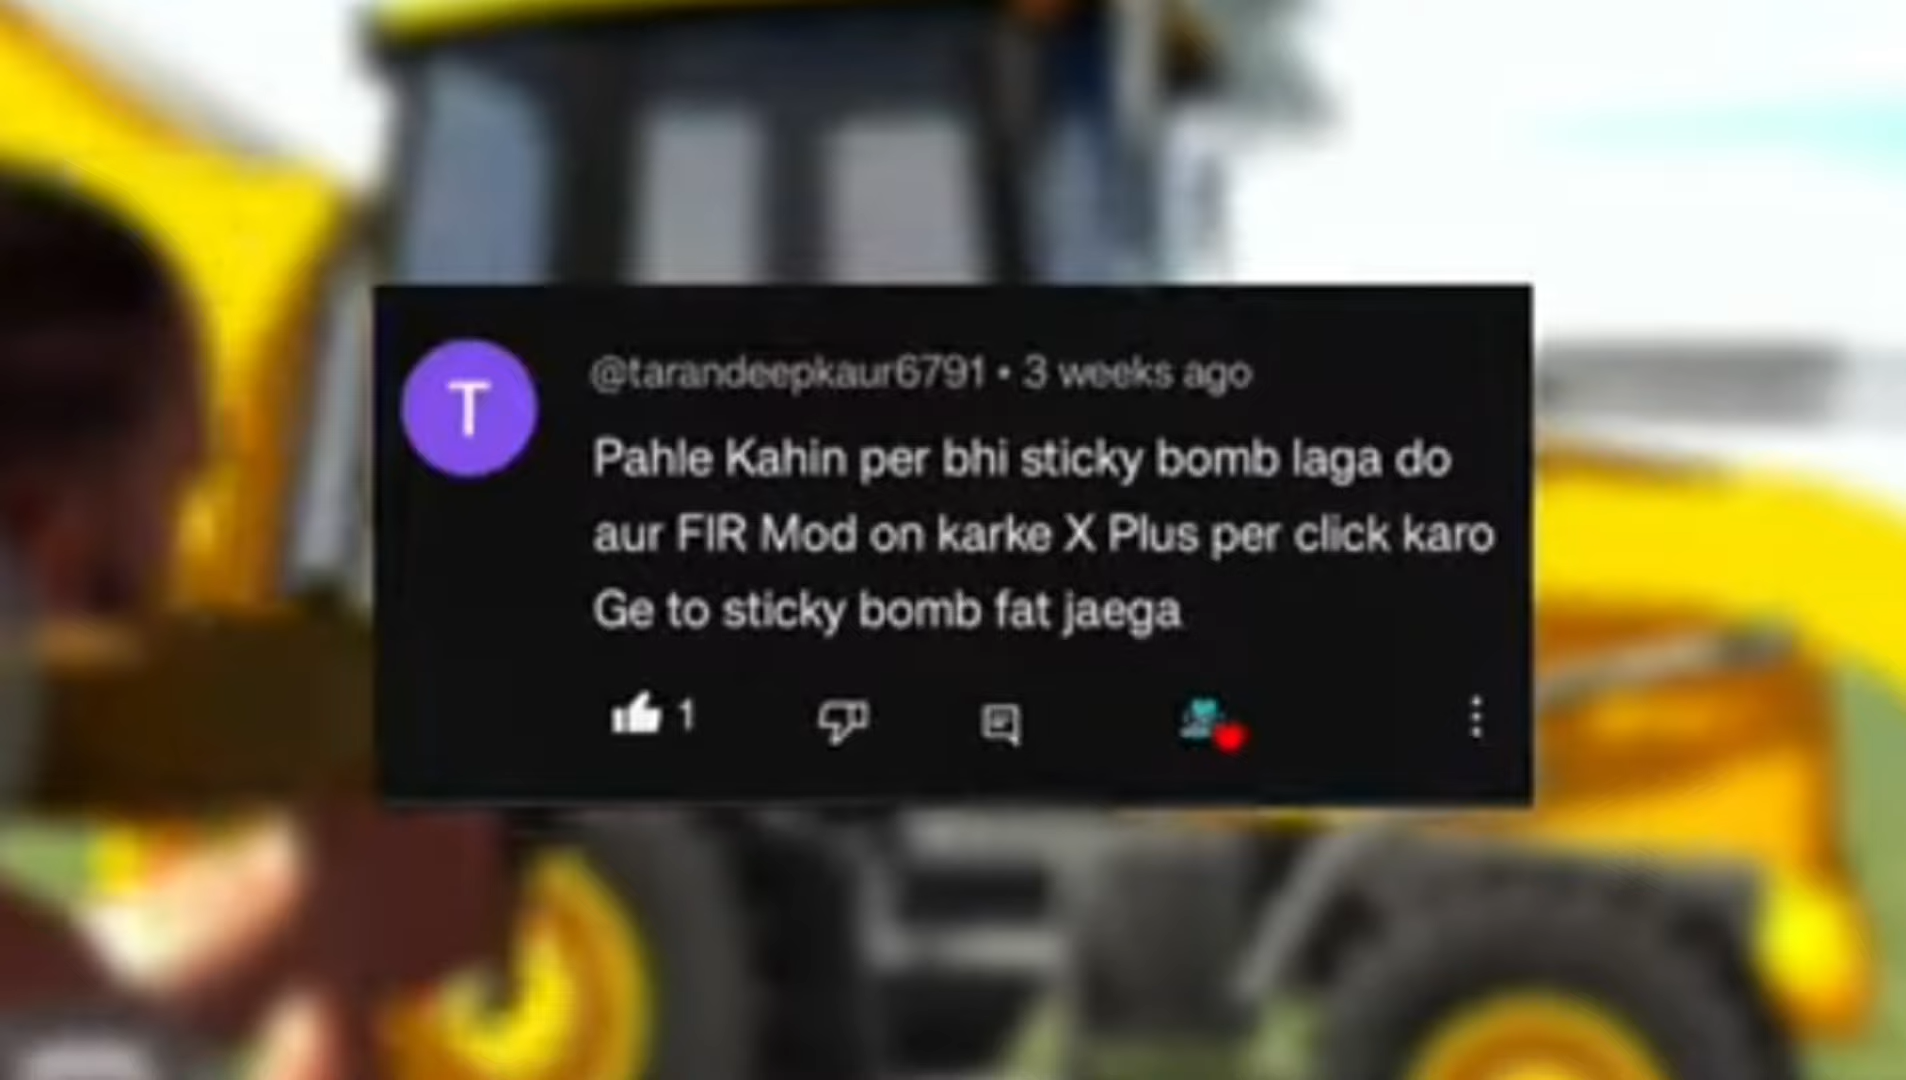 T
@tarandeepkaur6791 • 3 weeks ago
Pahle Kahin per bhi sticky bomb laga do
aur FIR Mod on karke X Plus per click karo
Ge to sticky bomb fat jaega
1